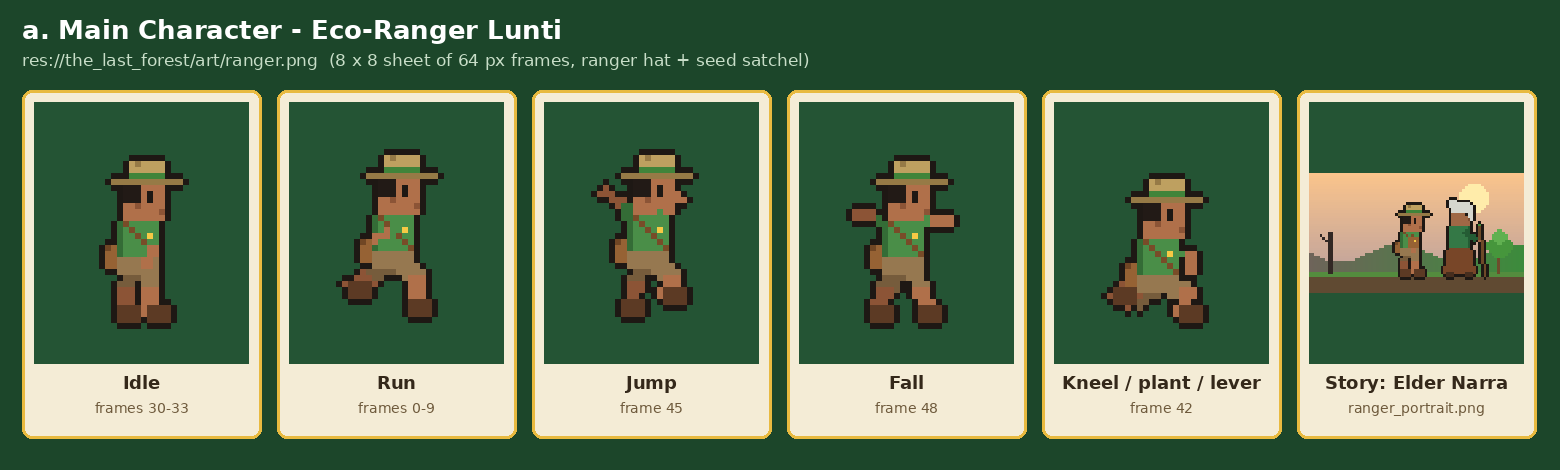 a. Main Character - Eco-Ranger Lunti
res://the_last_forest/art/ranger.png  (8 x 8 sheet of 64 px frames, ranger hat + seed satchel)
Idle
frames 30-33
Run
frames 0-9
Jump
frame 45
Fall
frame 48
Kneel / plant / lever
frame 42
Story: Elder Narra
ranger_portrait.png